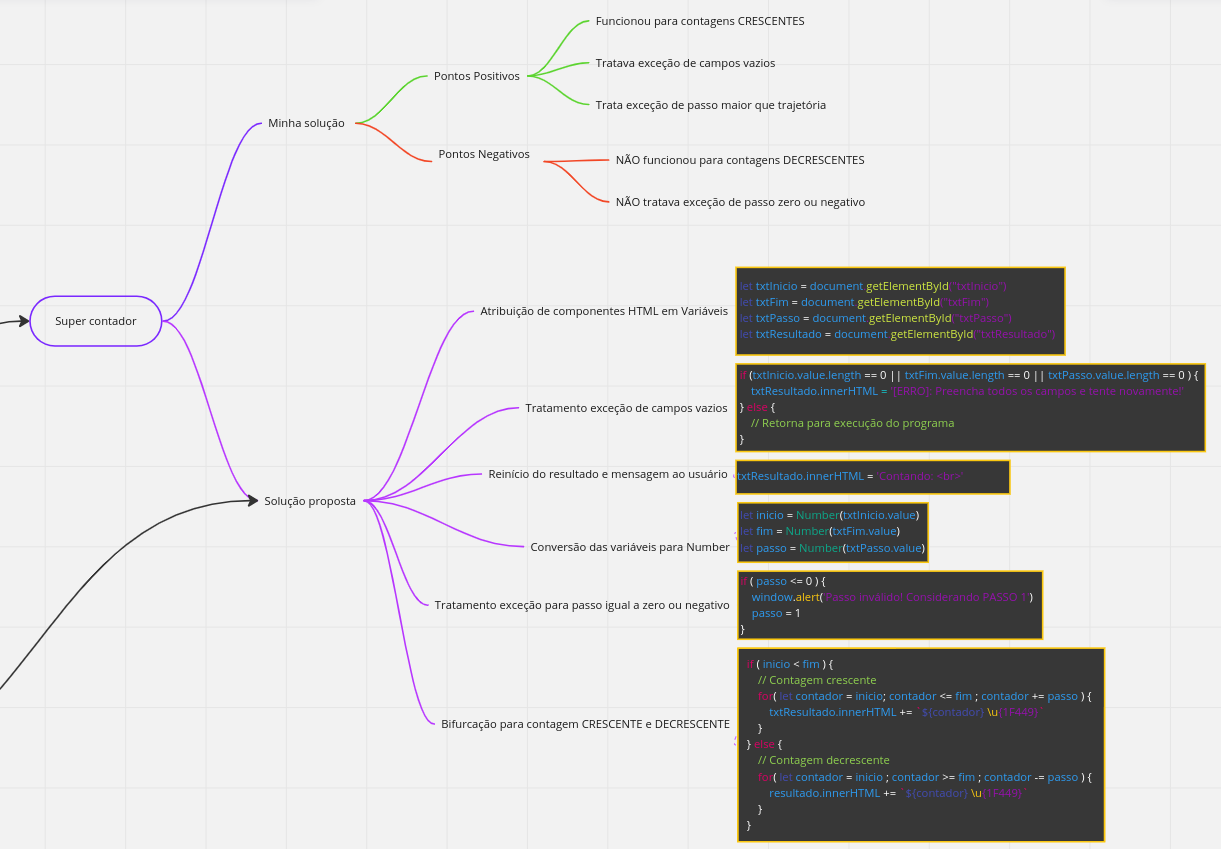 Funcionou para contagens CRESCENTES
Tratava exceção de campos vazios
Pontos Positivos
Trata exceção de passo maior que trajetória
Minha solução
Pontos Negativos
NÃO funcionou para contagens DECRESCENTES
NÃO tratava exceção de passo zero ou negativo
Super contador
Solução proposta
Atribuição de componentes HTML em Variáveis
let txtInicio = document getElementById("txtInicio")
let txtFim = document getElementById("txtFim")
let txtPasso = document getElementById("txtPasso")
let txtResultado = document getElementById("txtResultado")
Tratamento exceção de campos vazios
if (txtInicio.value.length == 0 || txtFim.value.length == 0 || txtPasso.value.length == 0 ) {
txtResultado.innerHTML = '[ERRO]: Preencha todos os campos e tente novamente!'
} else {
// Retorna para execução do programa
}
Reinício do resultado e mensagem ao usuário
txtResultado.innerHTML = 'Contando: <br>'
Conversão das variáveis para Number
let inicio = Number(txtInicio.value)
let fim = Number(txtFim.value)
let passo = Number(txtPasso.value)
Tratamento exceção para passo igual a zero ou negativo
if ( passo <= 0 ) {
window.alert('Passo inválido! Considerando PASSO 1')
passo = 1
}
Bifurcação para contagem CRESCENTE e DECRESCENTE
if ( inicio < fim ) {
// Contagem crescente
for( let contador = inicio; contador <= fim ; contador += passo ) {
txtResultado.innerHTML += `${contador} \u{1F449}`
}
} else {
// Contagem decrescente
for( let contador = inicio ; contador >= fim ; contador -= passo ) {
resultado.innerHTML += `${contador} \u{1F449}`
}
}